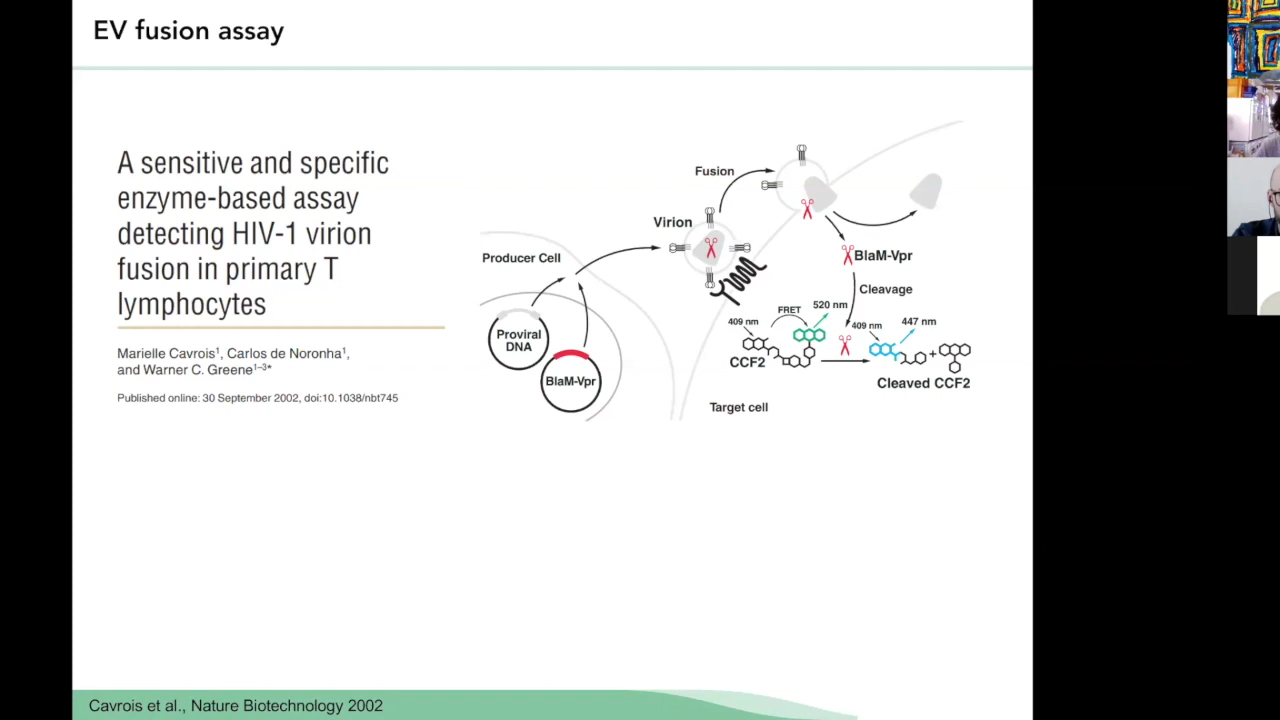 EV fusion assay
A sensitive and specific
enzyme-based assay
detecting HIV-1 virion
fusion in primary T
lymphocytes
Marielle Cavrois¹, Carlos de Noronha¹,
and Warner C. Greene¹⁻³*
Published online: 30 September 2002, doi:10.1038/nbt745
Fusion
Virion
Producer Cell
BlaM-Vpr
Cleavage
Proviral
DNA
BlaM-Vpr
409 nm
FRET
520 nm
CCF2
409 nm
447 nm
+
Cleaved CCF2
Target cell
Cavrois et al., Nature Biotechnology 2002